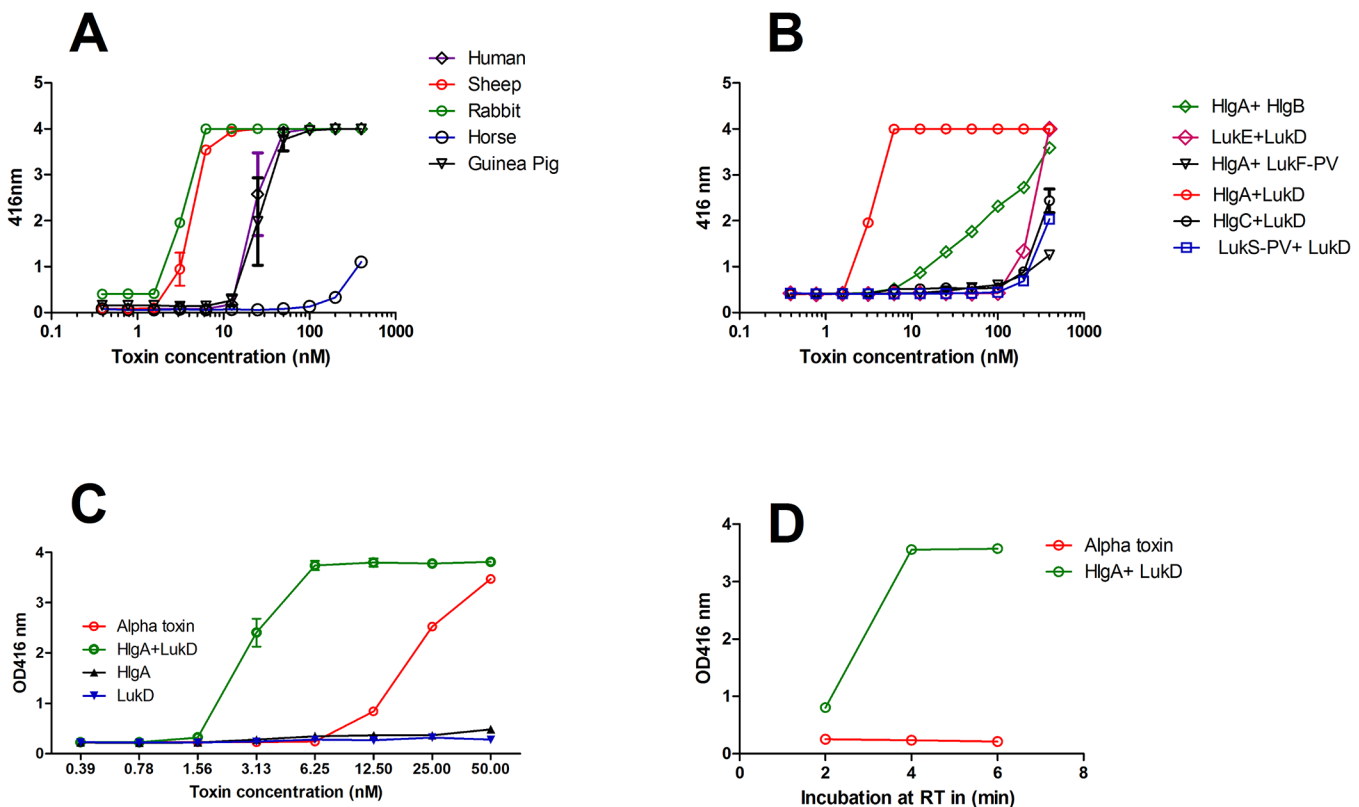 A
Human
Sheep
Rabbit
Horse
Guinea Pig
5
4
3
2
1
0
416nm
0.1 1 10 100 1000
Toxin concentration (nM)
B
HlgA+ HlgB
LukE+LukD
HlgA+ LukF-PV
HlgA+LukD
HlgC+LukD
LukS-PV+ LukD
5
4
3
2
1
0
416 nm
0.1 1 10 100 1000
Toxin concentration (nM)
C
4
3
2
1
0
OD416 nm
Alpha toxin
HlgA+LukD
HlgA
LukD
0.39 0.78 1.56 3.13 6.25 12.50 25.00 50.00
Toxin concentration (nM)
D
Alpha toxin
HlgA+ LukD
4
3
2
1
0
OD416 nm
0 2 4 6 8
Incubation at RT in (min)